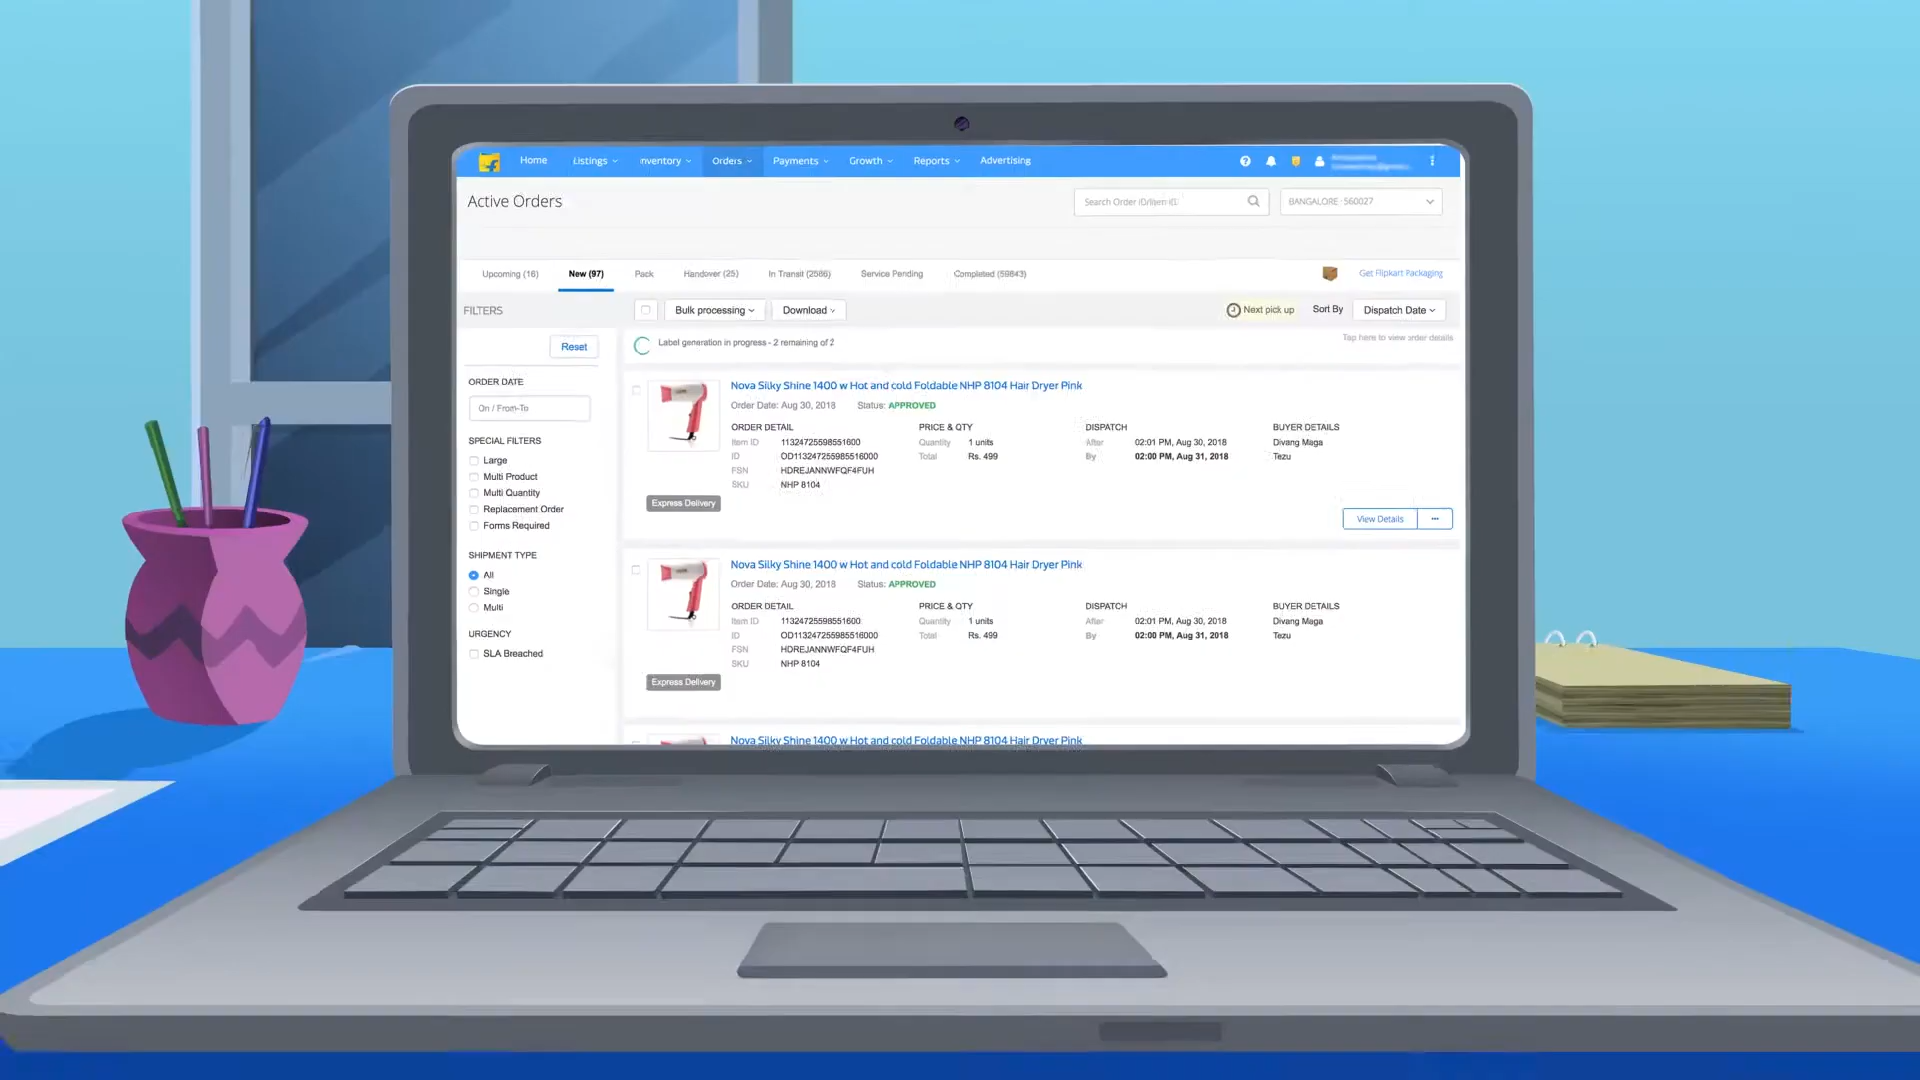 Home Listings Inventory Orders Payments Growth Reports Advertising
Active Orders
Search Order ID/Item ID
BANGALORE - 560027
Upcoming (16) New (97) Pack Handover (25) In Transit (2586) Service Pending Completed (59843)
Get Flipkart Packaging
FILTERS
Bulk processing Download
Next pick up Sort By Dispatch Date
Reset
Label generation in progress - 2 remaining of 2
Tap here to view order details
ORDER DATE
On / From-To
SPECIAL FILTERS
Large
Multi Product
Multi Quantity
Replacement Order
Forms Required
SHIPMENT TYPE
All
Single
Multi
URGENCY
SLA Breached
Nova Silky Shine 1400 w Hot and cold Foldable NHP 8104 Hair Dryer Pink
Order Date: Aug 30, 2018 Status: APPROVED
ORDER DETAIL PRICE & QTY DISPATCH BUYER DETAILS
Item ID 11324725598551600 Quantity 1 units After 02:01 PM, Aug 30, 2018 Divang Maga
ID OD113247255985516000 Total Rs. 499 By 02:00 PM, Aug 31, 2018 Tezu
FSN HDREJANNWFQF4FUH
SKU NHP 8104
Express Delivery
View Details ...
Nova Silky Shine 1400 w Hot and cold Foldable NHP 8104 Hair Dryer Pink
Order Date: Aug 30, 2018 Status: APPROVED
ORDER DETAIL PRICE & QTY DISPATCH BUYER DETAILS
Item ID 11324725598551600 Quantity 1 units After 02:01 PM, Aug 30, 2018 Divang Maga
ID OD113247255985516000 Total Rs. 499 By 02:00 PM, Aug 31, 2018 Tezu
FSN HDREJANNWFQF4FUH
SKU NHP 8104
Express Delivery
Nova Silky Shine 1400 w Hot and cold Foldable NHP 8104 Hair Dryer Pink